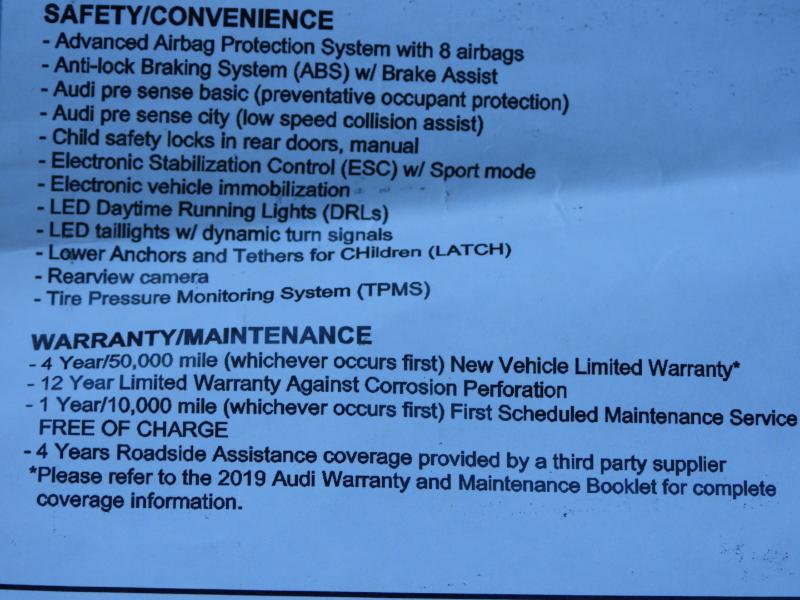 SAFETY/CONVENIENCE
- Advanced Airbag Protection System with 8 airbags
- Anti-lock Braking System (ABS) w/ Brake Assist
- Audi pre sense basic (preventative occupant protection)
- Audi pre sense city (low speed collision assist)
- Child safety locks in rear doors, manual
- Electronic Stabilization Control (ESC) w/ Sport mode
- Electronic vehicle immobilization
- LED Daytime Running Lights (DRLs)
- LED taillights w/ dynamic turn signals
- Lower Anchors and Tethers for CHildren (LATCH)
- Rearview camera
- Tire Pressure Monitoring System (TPMS)
WARRANTY/MAINTENANCE
- 4 Year/50,000 mile (whichever occurs first) New Vehicle Limited Warranty*
- 12 Year Limited Warranty Against Corrosion Perforation
- 1 Year/10,000 mile (whichever occurs first) First Scheduled Maintenance Service
FREE OF CHARGE
- 4 Years Roadside Assistance coverage provided by a third party supplier
*Please refer to the 2019 Audi Warranty and Maintenance Booklet for complete
coverage information.